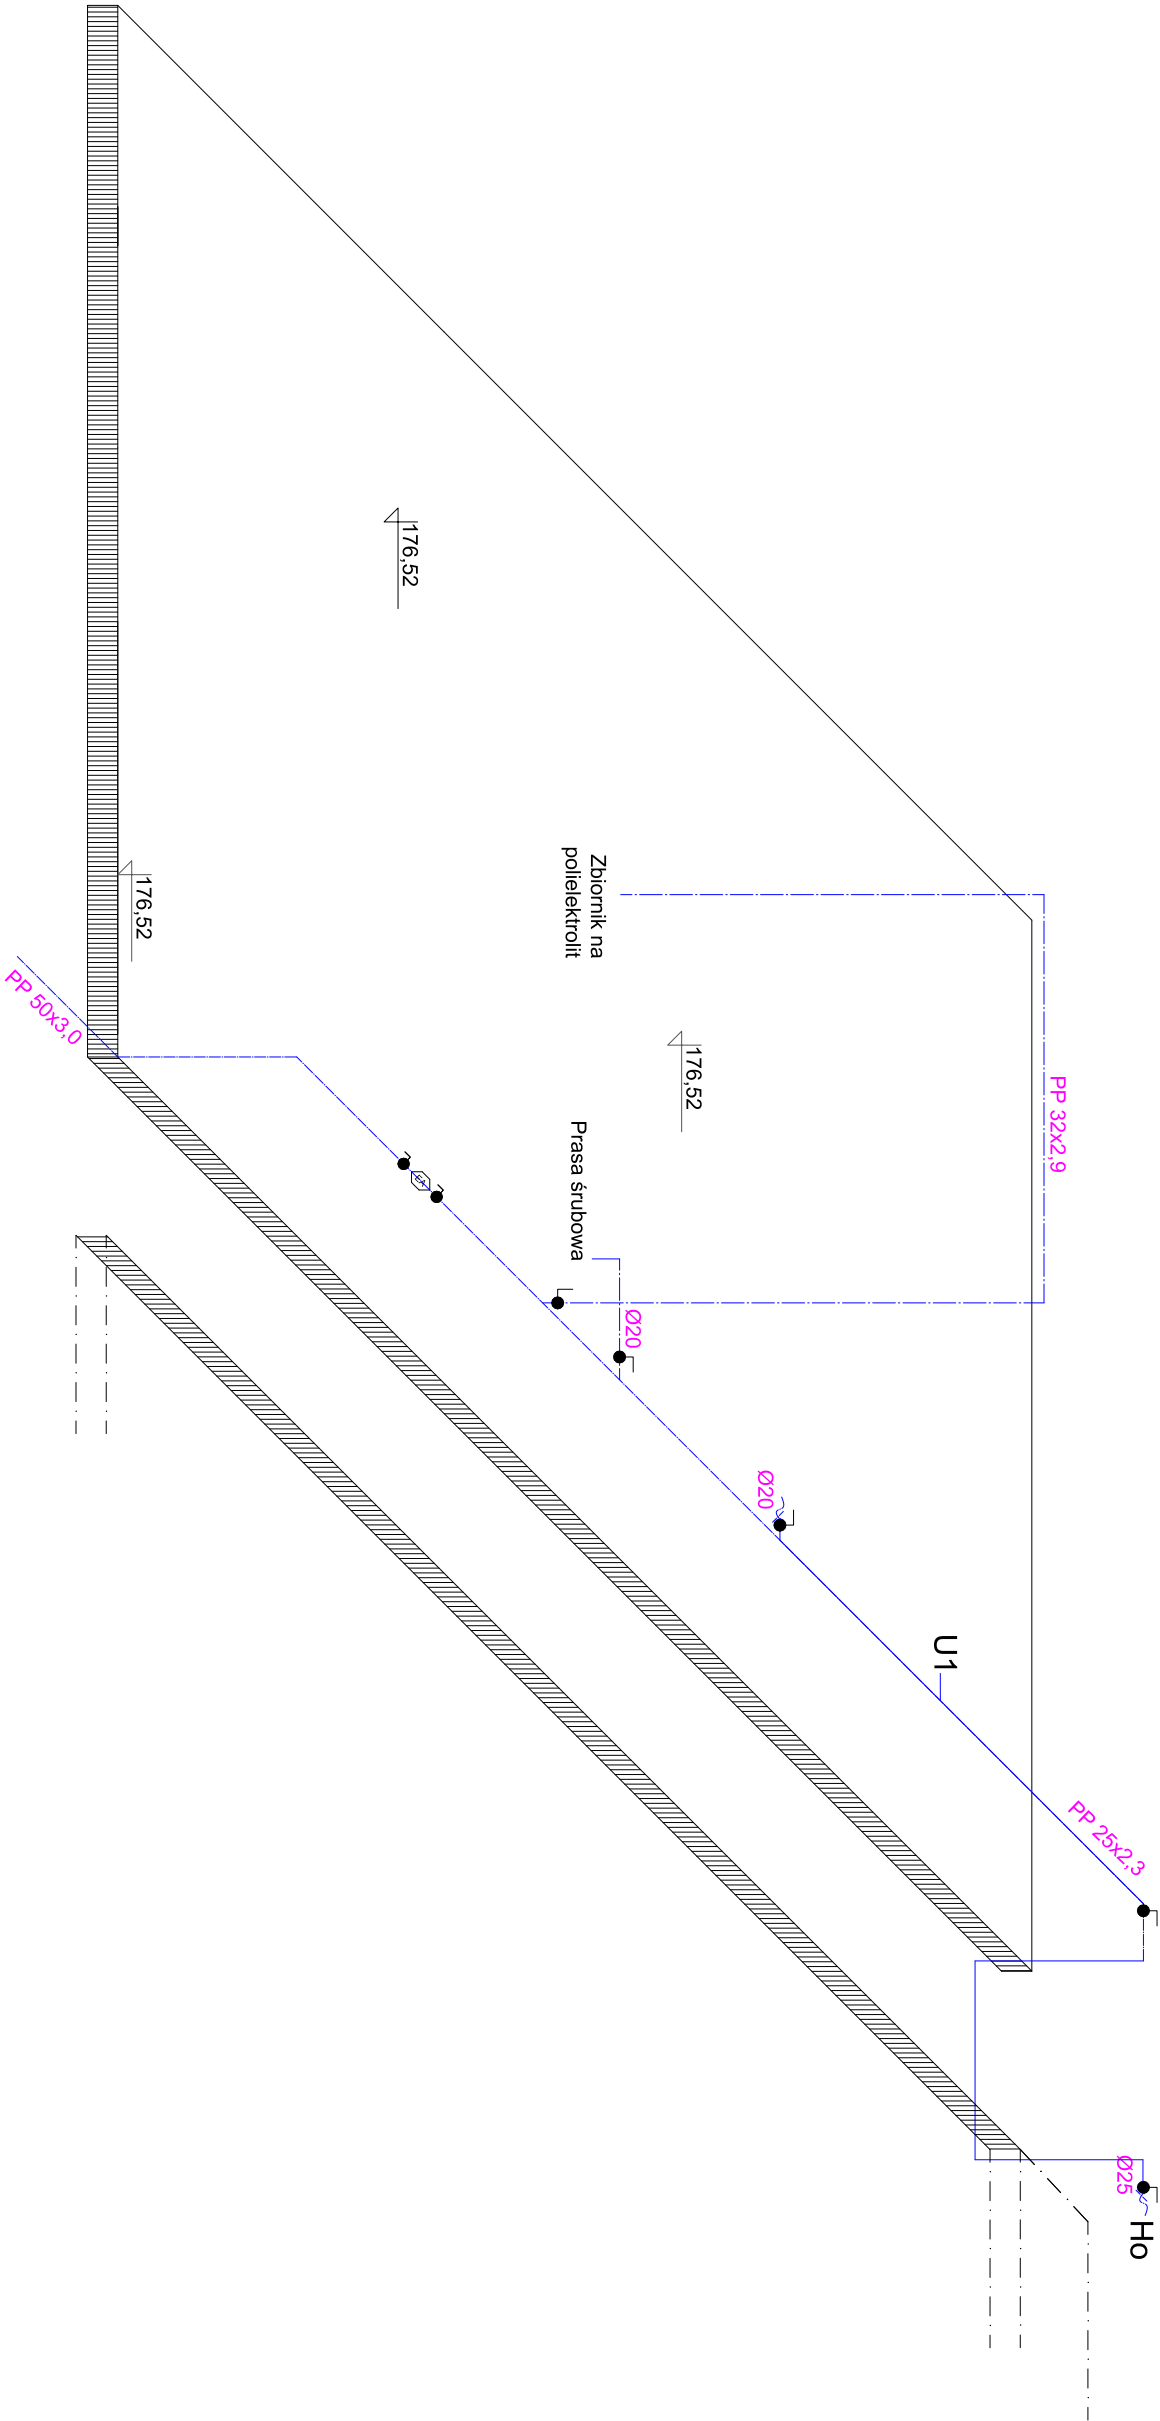 176,52
176,52
Zbiornik na
polielektrolit
176,52
PP 50x3,0
PP 32x2,9
EA
Prasa śrubowa
Ø20
Ø20
U1
PP 25x2,3
Ø25
Ho